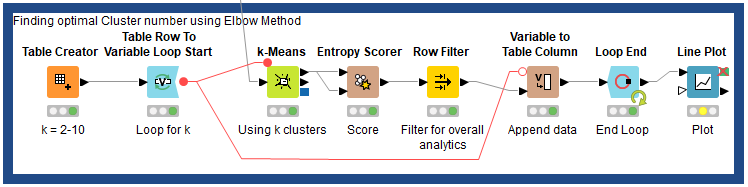 Finding optimal Cluster number using Elbow Method
Table Creator
Table Row To
Variable Loop Start
k-Means
Entropy Scorer
Row Filter
Variable to
Table Column
Loop End
Line Plot
V
V
k = 2-10
Loop for k
Using k clusters
Score
Filter for overall
analytics
Append data
End Loop
Plot